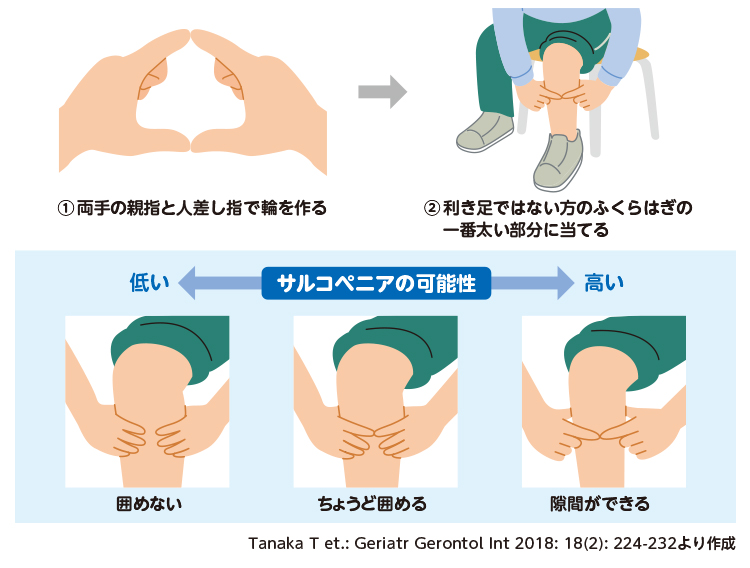 ①両手の親指と人差し指で輪を作る
②利き足ではない方のふくらはぎの
一番太い部分に当てる
低い
サルコペニアの可能性
高い
囲めない
ちょうど囲める
隙間ができる
Tanaka T et.: Geriatr Gerontol Int 2018: 18(2): 224-232より作成